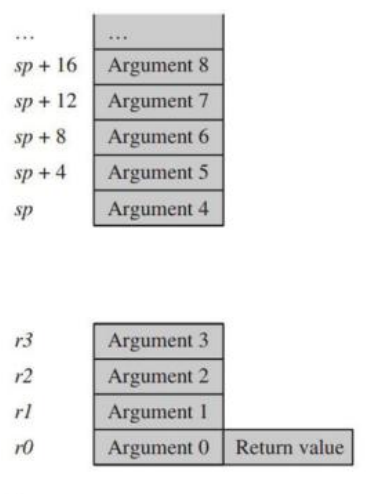 ... ...
sp + 16 Argument 8
sp + 12 Argument 7
sp + 8 Argument 6
sp + 4 Argument 5
sp Argument 4
r3 Argument 3
r2 Argument 2
r1 Argument 1
r0 Argument 0 Return value